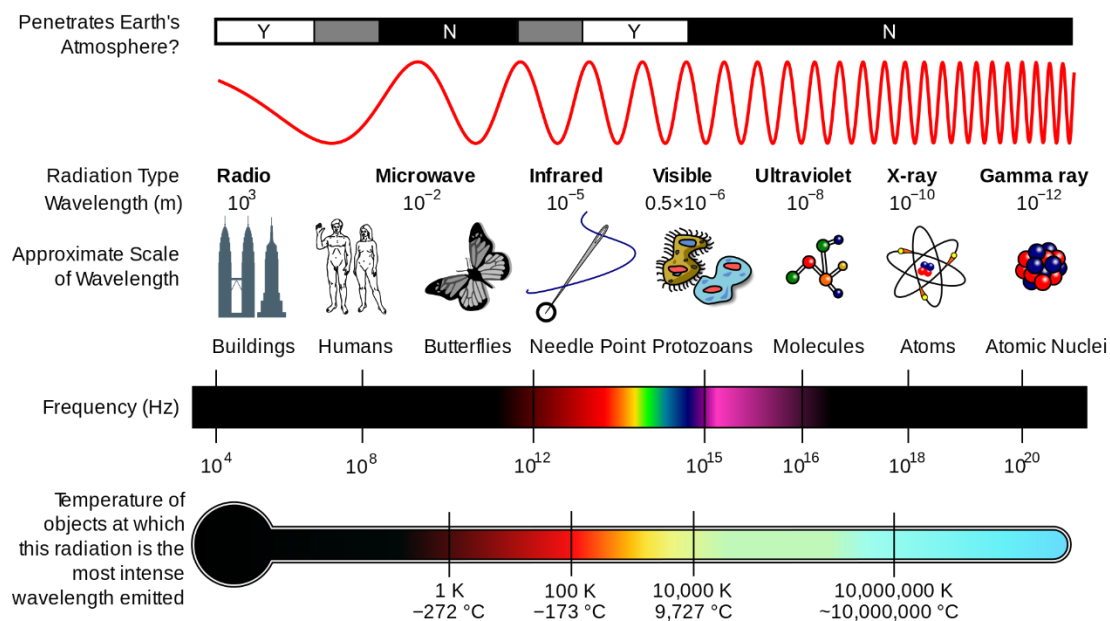 Penetrates Earth's
Atmosphere?
Y N Y N
Radiation Type
Wavelength (m)
Radio Microwave Infrared Visible Ultraviolet X-ray Gamma ray
10³ 10⁻² 10⁻⁵ 0.5×10⁻⁶ 10⁻⁸ 10⁻¹⁰ 10⁻¹²
Approximate Scale
of Wavelength
Buildings Humans Butterflies Needle Point Protozoans Molecules Atoms Atomic Nuclei
Frequency (Hz)
10⁴ 10⁸ 10¹² 10¹⁵ 10¹⁶ 10¹⁸ 10²⁰
Temperature of
objects at which
this radiation is the
most intense
wavelength emitted
1 K 100 K 10,000 K 10,000,000 K
−272 °C −173 °C 9,727 °C ~10,000,000 °C